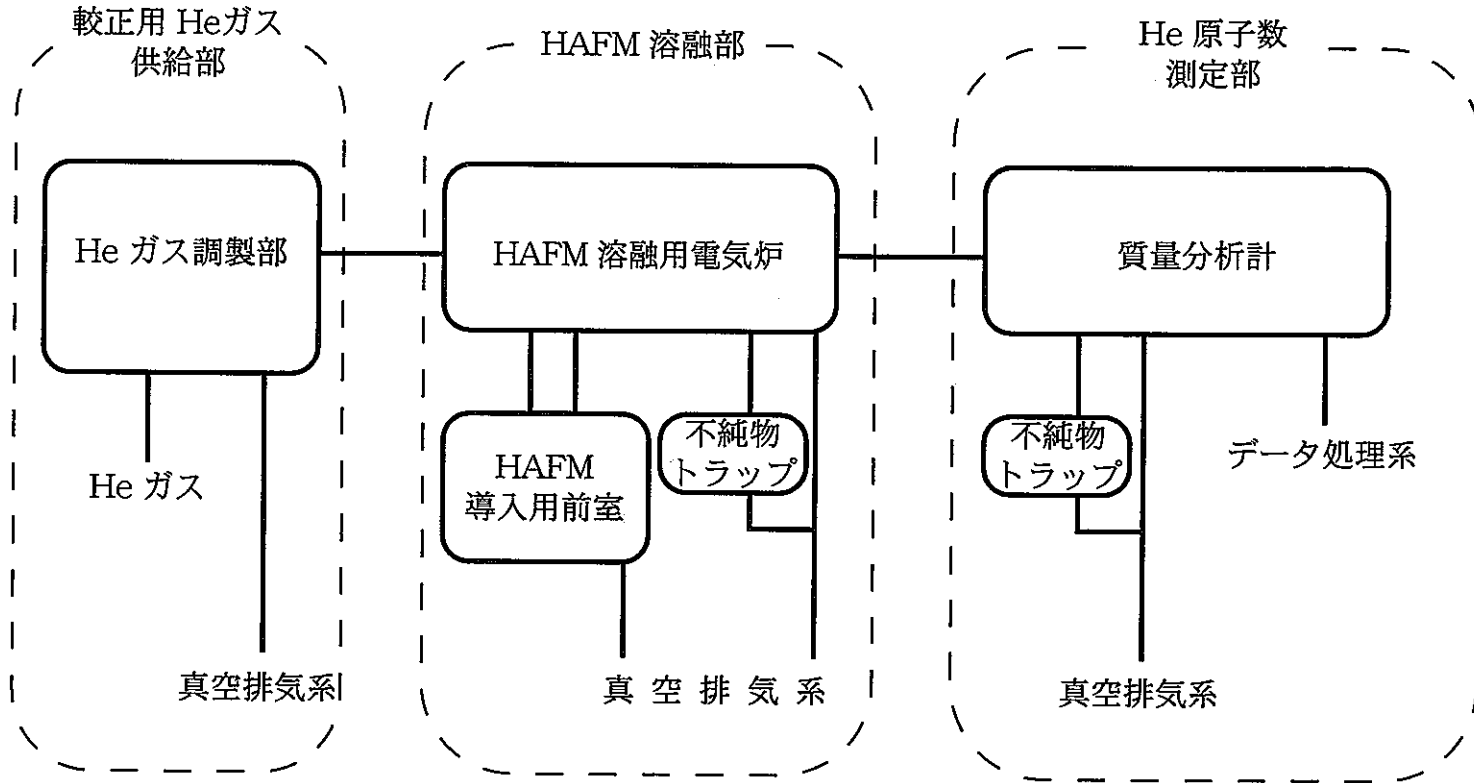 較正用 Heガス
供給部
He ガス調製部
He ガス
真空排気系
HAFM 溶融部
HAFM 溶融用電気炉
HAFM
導入用前室
不純物
トラップ
真 空 排 気 系
He 原子数
測定部
質量分析計
不純物
トラップ
データ処理系
真空排気系